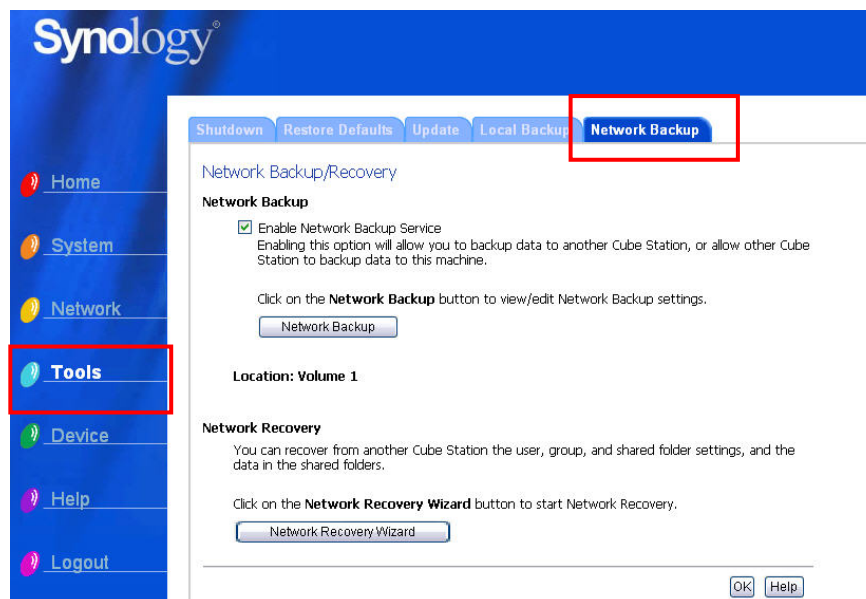 Synology®
Shutdown Restore Defaults Update Local Backup Network Backup
Home
System
Network
Tools
Device
Help
Logout
Network Backup/Recovery
Network Backup
Enable Network Backup Service
Enabling this option will allow you to backup data to another Cube Station, or allow other Cube
Station to backup data to this machine.
Click on the Network Backup button to view/edit Network Backup settings.
Network Backup
Location: Volume 1
Network Recovery
You can recover from another Cube Station the user, group, and shared folder settings, and the
data in the shared folders.
Click on the Network Recovery Wizard button to start Network Recovery.
Network Recovery Wizard
OK Help